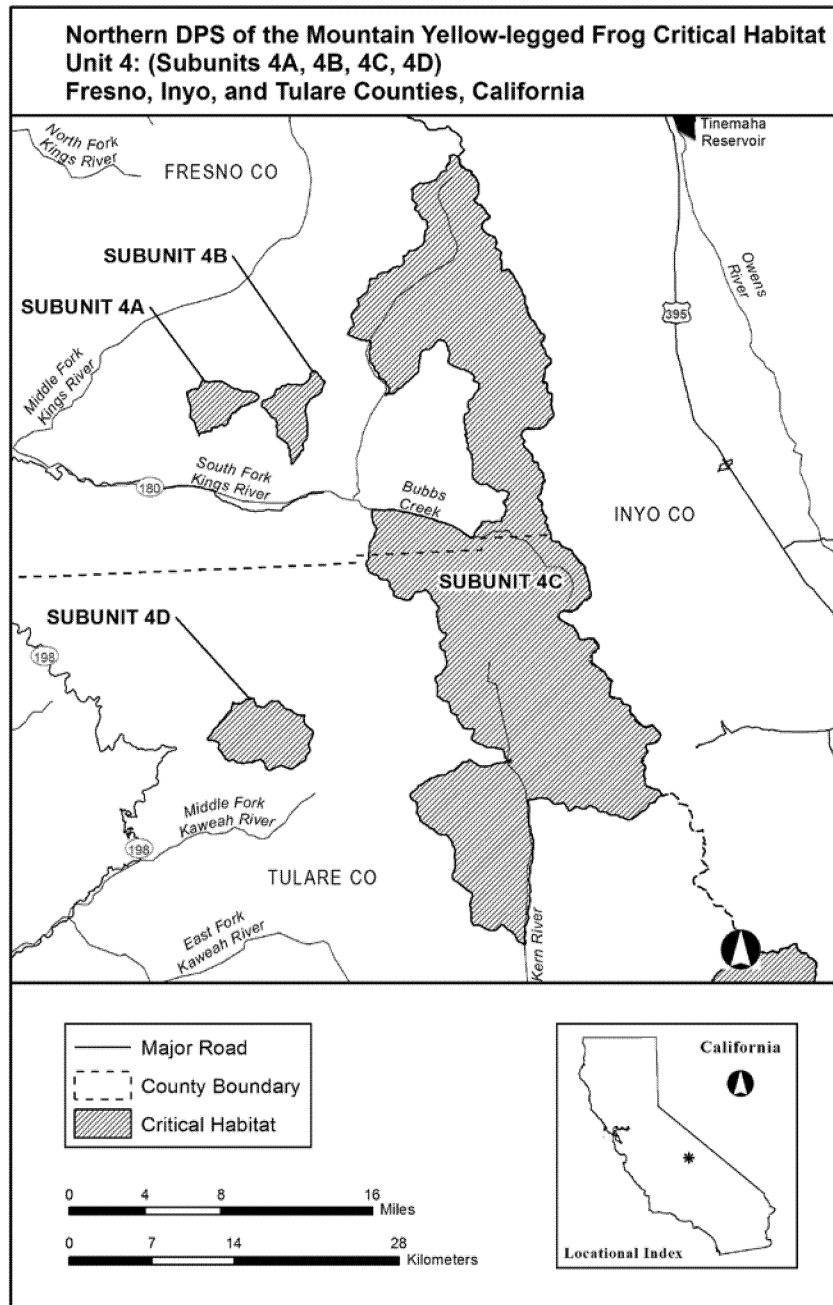 Northern DPS of the Mountain Yellow-legged Frog Critical Habitat
Unit 4: (Subunits 4A, 4B, 4C, 4D)
Fresno, Inyo, and Tulare Counties, California
Tinemaha
Reservoir
North Fork
Kings River
FRESNO CO
SUBUNIT 4B
Owens
River
SUBUNIT 4A
395
Middle Fork
Kings River
South Fork
Kings River
180
Bubbs
Creek
INYO CO
SUBUNIT 4C
SUBUNIT 4D
198
Middle Fork
Kaweah River
198
TULARE CO
East Fork
Kaweah River
Kern River
Major Road
County Boundary
Critical Habitat
0 4 8 16
Miles
0 7 14 28
Kilometers
California
Locational Index